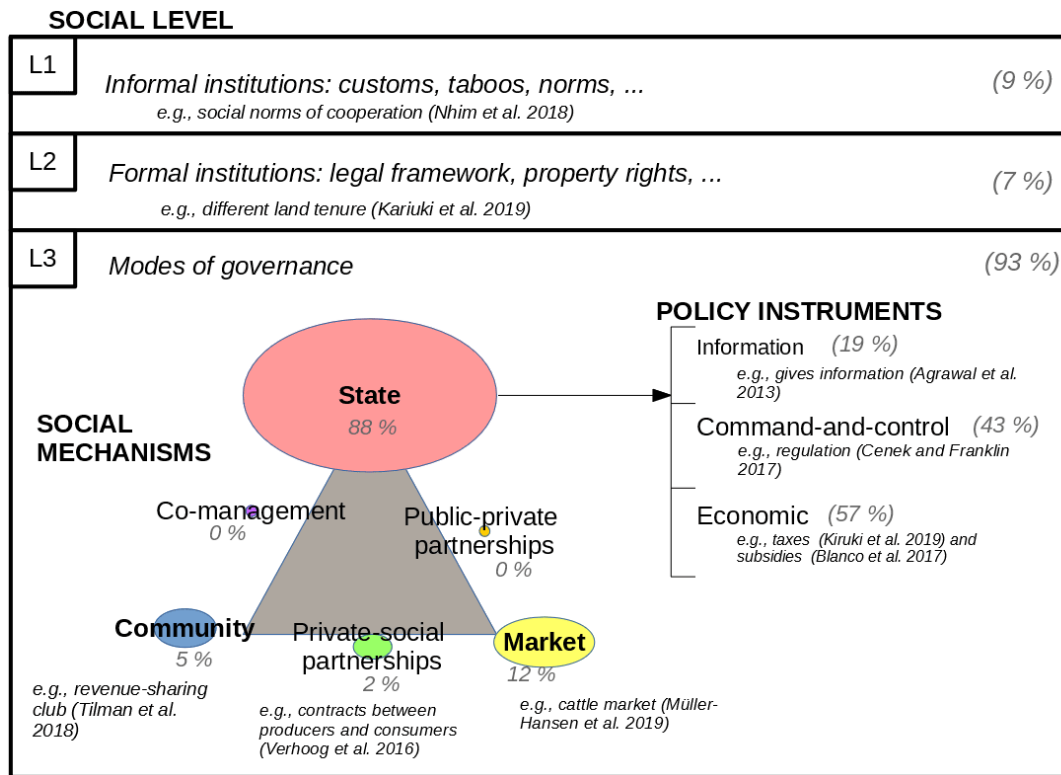 SOCIAL LEVEL
L1
Informal institutions: customs, taboos, norms, ...
(9 %)
e.g., social norms of cooperation (Nhim et al. 2018)
L2
Formal institutions: legal framework, property rights, ...
(7 %)
e.g., different land tenure (Kariuki et al. 2019)
L3
Modes of governance
(93 %)
POLICY INSTRUMENTS
Information (19 %)
e.g., gives information (Agrawal et al.
2013)
Command-and-control (43 %)
e.g., regulation (Cenek and Franklin
2017)
Economic (57 %)
e.g., taxes (Kiruki et al. 2019) and
subsidies (Blanco et al. 2017)
State
88 %
SOCIAL
MECHANISMS
Co-management
0 %
Public-private
partnerships
0 %
Community
5 %
e.g., revenue-sharing
club (Tilman et al.
2018)
Private-social
partnerships
2 %
e.g., contracts between
producers and consumers
(Verhoog et al. 2016)
Market
12 %
e.g., cattle market (Müller-
Hansen et al. 2019)